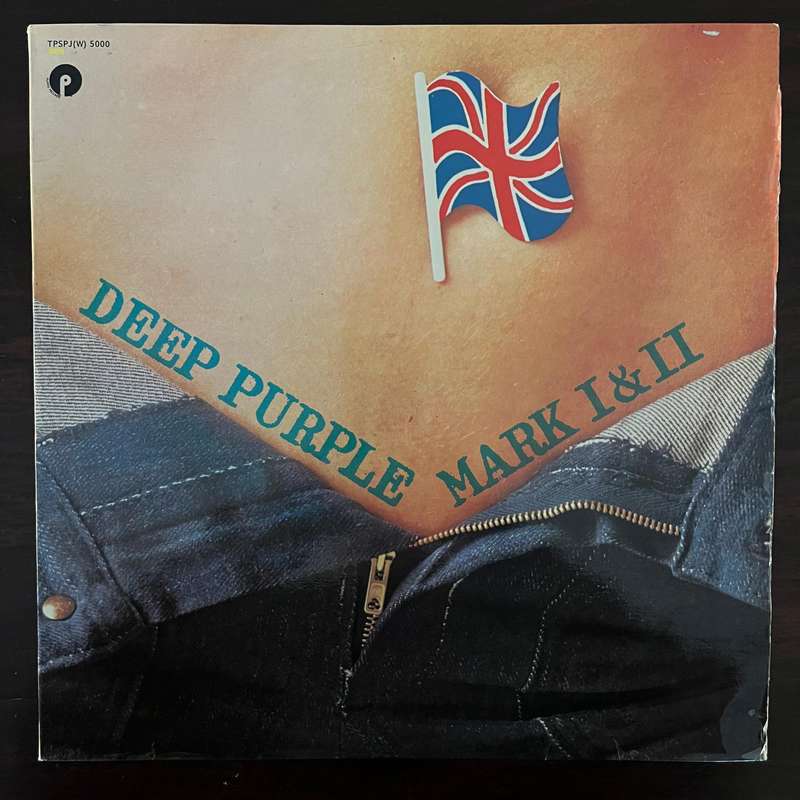 TPSPJ(W) 5000
P
DEEP PURPLE
MARK I & II